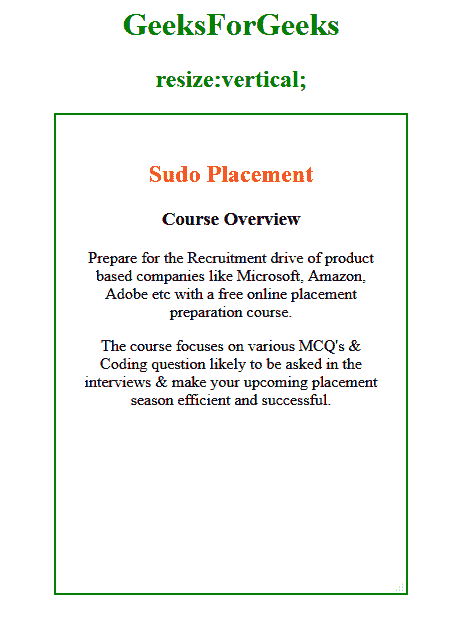 GeeksForGeeks
resize:vertical;
Sudo Placement
Course Overview
Prepare for the Recruitment drive of product
based companies like Microsoft, Amazon,
Adobe etc with a free online placement
preparation course.
The course focuses on various MCQ's &
Coding question likely to be asked in the
interviews & make your upcoming placement
season efficient and successful.